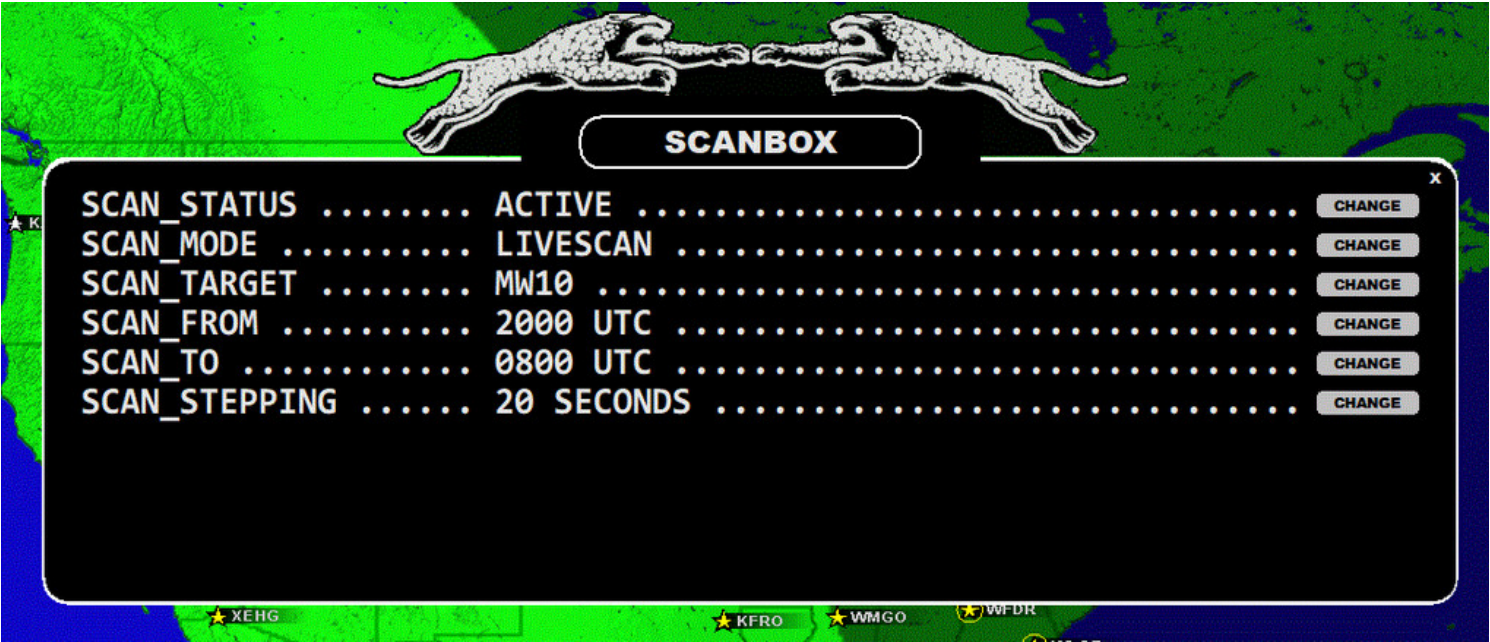 SCANBOX
x
SCAN_STATUS ........ ACTIVE .................................. CHANGE
SCAN_MODE .......... LIVESCAN ................................ CHANGE
SCAN_TARGET ........ MW10 .................................... CHANGE
SCAN_FROM .......... 2000 UTC ................................ CHANGE
SCAN_TO ............ 0800 UTC ................................ CHANGE
SCAN_STEPPING ...... 20 SECONDS .............................. CHANGE
XEHG
KFRO
WMGO
WFDR